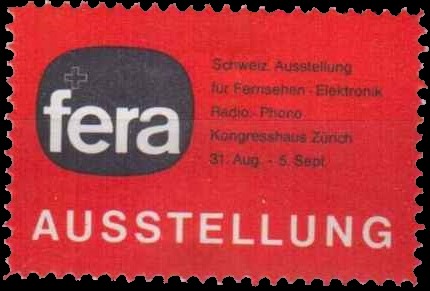 fera
Schweiz. Ausstellung
für Fernsehen - Elektronik
Radio - Phono
Kongresshaus Zürich
31. Aug. - 5. Sept.
AUSSTELLUNG